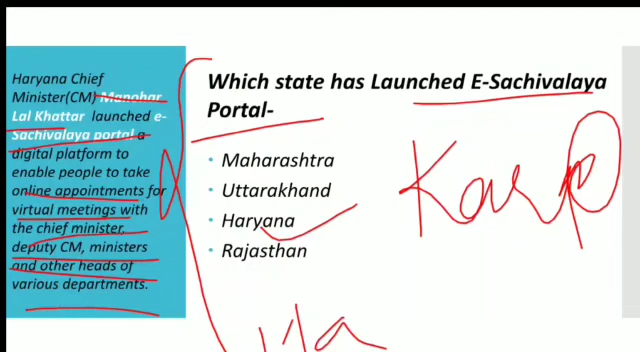 Haryana Chief
Minister(CM) Manohar
Lal Khattar launched e-
Sachivalaya portal a
digital platform to
enable people to take
online appointments for
virtual meetings with
the chief minister,
deputy CM, ministers
and other heads of
various departments.
Which state has Launched E-Sachivalaya
Portal-
• Maharashtra
• Uttarakhand
• Haryana
• Rajasthan